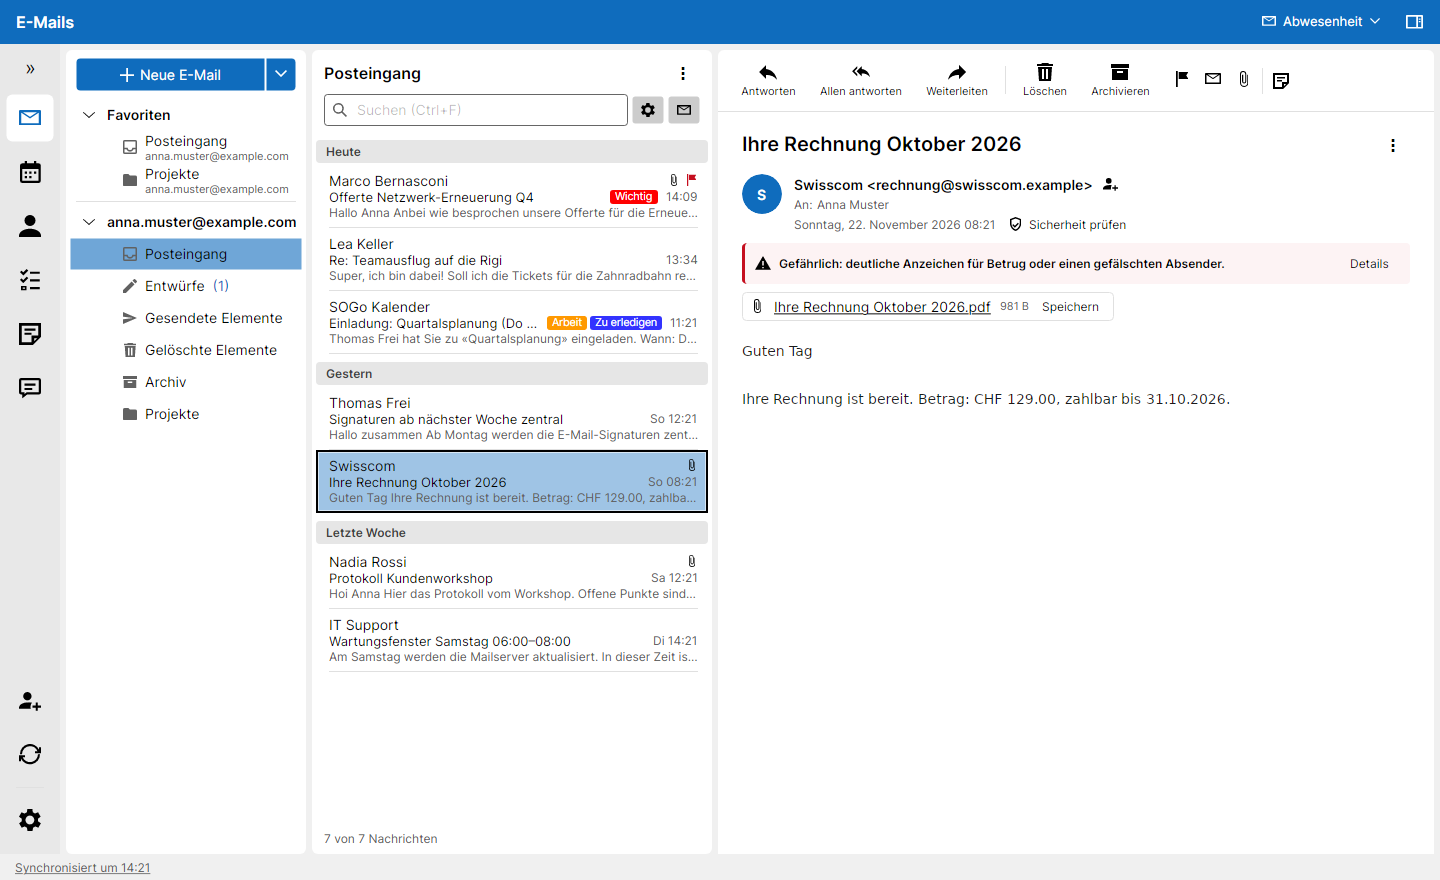 E-Mails
Abwesenheit
»
Neue E-Mail
Favoriten
Posteingang
anna.muster@example.com
Projekte
anna.muster@example.com
anna.muster@example.com
Posteingang
Entwürfe (1)
Gesendete Elemente
Gelöschte Elemente
Archiv
Projekte
Posteingang
Suchen (Ctrl+F)
Heute
Marco Bernasconi
Offerte Netzwerk-Erneuerung Q4 Wichtig 14:09
Hallo Anna Anbei wie besprochen unsere Offerte für die Erneue...
Lea Keller
Re: Teamausflug auf die Rigi 13:34
Super, ich bin dabei! Soll ich die Tickets für die Zahnradbahn re...
SOGo Kalender
Einladung: Quartalsplanung (Do ... Arbeit Zu erledigen 11:21
Thomas Frei hat Sie zu «Quartalsplanung» eingeladen. Wann: D...
Gestern
Thomas Frei
Signaturen ab nächster Woche zentral So 12:21
Hallo zusammen Ab Montag werden die E-Mail-Signaturen zent...
Swisscom
Ihre Rechnung Oktober 2026 So 08:21
Guten Tag Ihre Rechnung ist bereit. Betrag: CHF 129.00, zahlba...
Letzte Woche
Nadia Rossi
Protokoll Kundenworkshop Sa 12:21
Hoi Anna Hier das Protokoll vom Workshop. Offene Punkte sind...
IT Support
Wartungsfenster Samstag 06:00–08:00 Di 14:21
Am Samstag werden die Mailserver aktualisiert. In dieser Zeit is...
7 von 7 Nachrichten
Antworten Allen antworten Weiterleiten Löschen Archivieren
Ihre Rechnung Oktober 2026
S
Swisscom <rechnung@swisscom.example>
An: Anna Muster
Sonntag, 22. November 2026 08:21 Sicherheit prüfen
Gefährlich: deutliche Anzeichen für Betrug oder einen gefälschten Absender. Details
Ihre Rechnung Oktober 2026.pdf 981 B Speichern
Guten Tag
Ihre Rechnung ist bereit. Betrag: CHF 129.00, zahlbar bis 31.10.2026.
Synchronisiert um 14:21